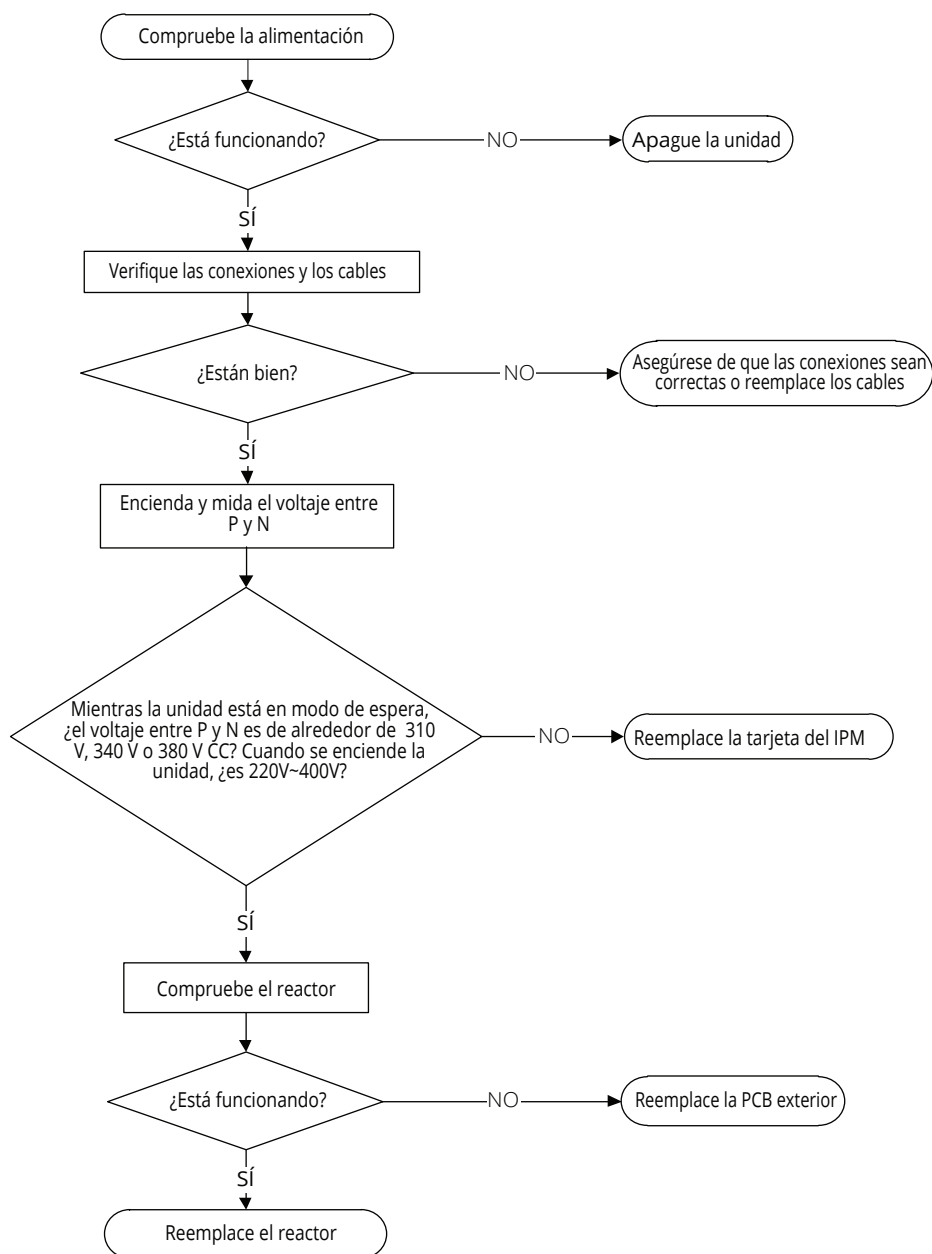 Compruebe la alimentación
¿Está funcionando?
NO
Apague la unidad
SÍ
Verifique las conexiones y los cables
¿Están bien?
NO
Asegúrese de que las conexiones sean
correctas o reemplace los cables
SÍ
Encienda y mida el voltaje entre
P y N
Mientras la unidad está en modo de espera,
¿el voltaje entre P y N es de alrededor de 310
V, 340 V o 380 V CC? Cuando se enciende la
unidad, ¿es 220V~400V?
NO
Reemplace la tarjeta del IPM
SÍ
Compruebe el reactor
¿Está funcionando?
NO
Reemplace la PCB exterior
SÍ
Reemplace el reactor